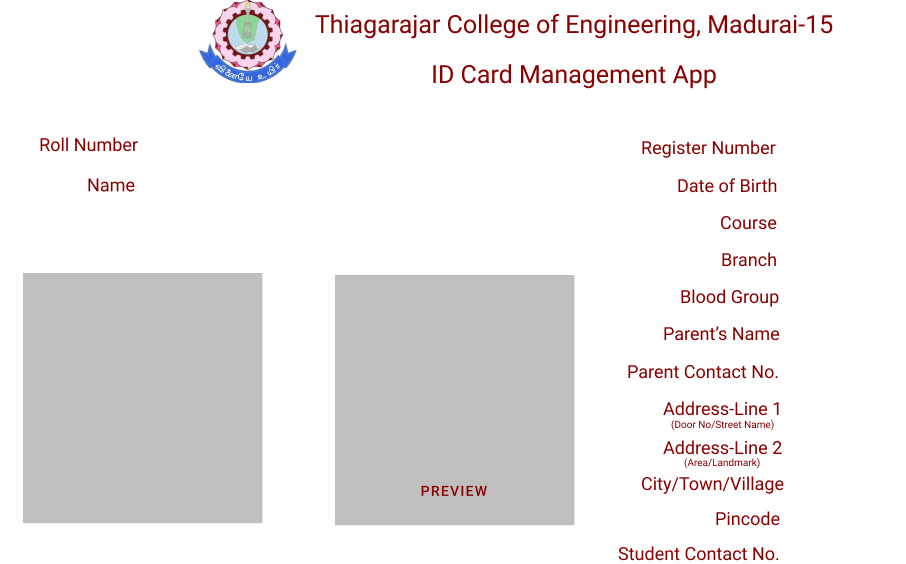 Thiagarajar College of Engineering, Madurai-15
வினையே உயிர்
ID Card Management App
Roll Number
Name
Register Number
Date of Birth
Course
Branch
Blood Group
Parent’s Name
Parent Contact No.
Address-Line 1
(Door No/Street Name)
Address-Line 2
(Area/Landmark)
City/Town/Village
Pincode
Student Contact No.
PREVIEW